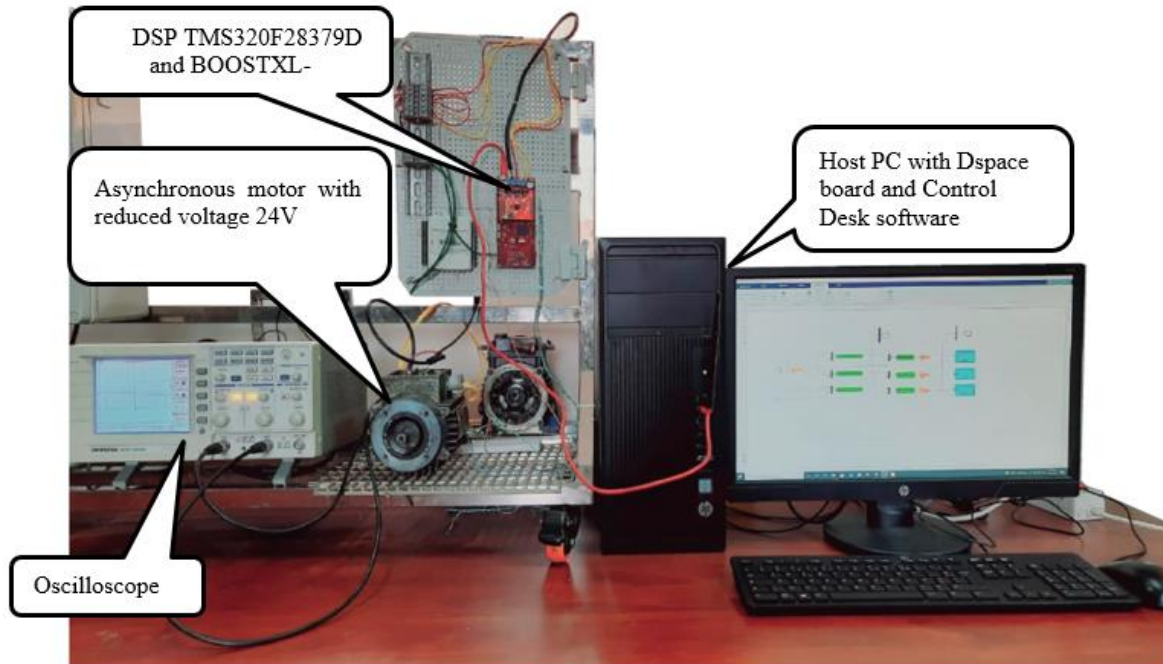 DSP TMS320F28379D
and BOOSTXL-
Asynchronous motor with
reduced voltage 24V
Host PC with Dspace
board and Control
Desk software
Oscilloscope
hp